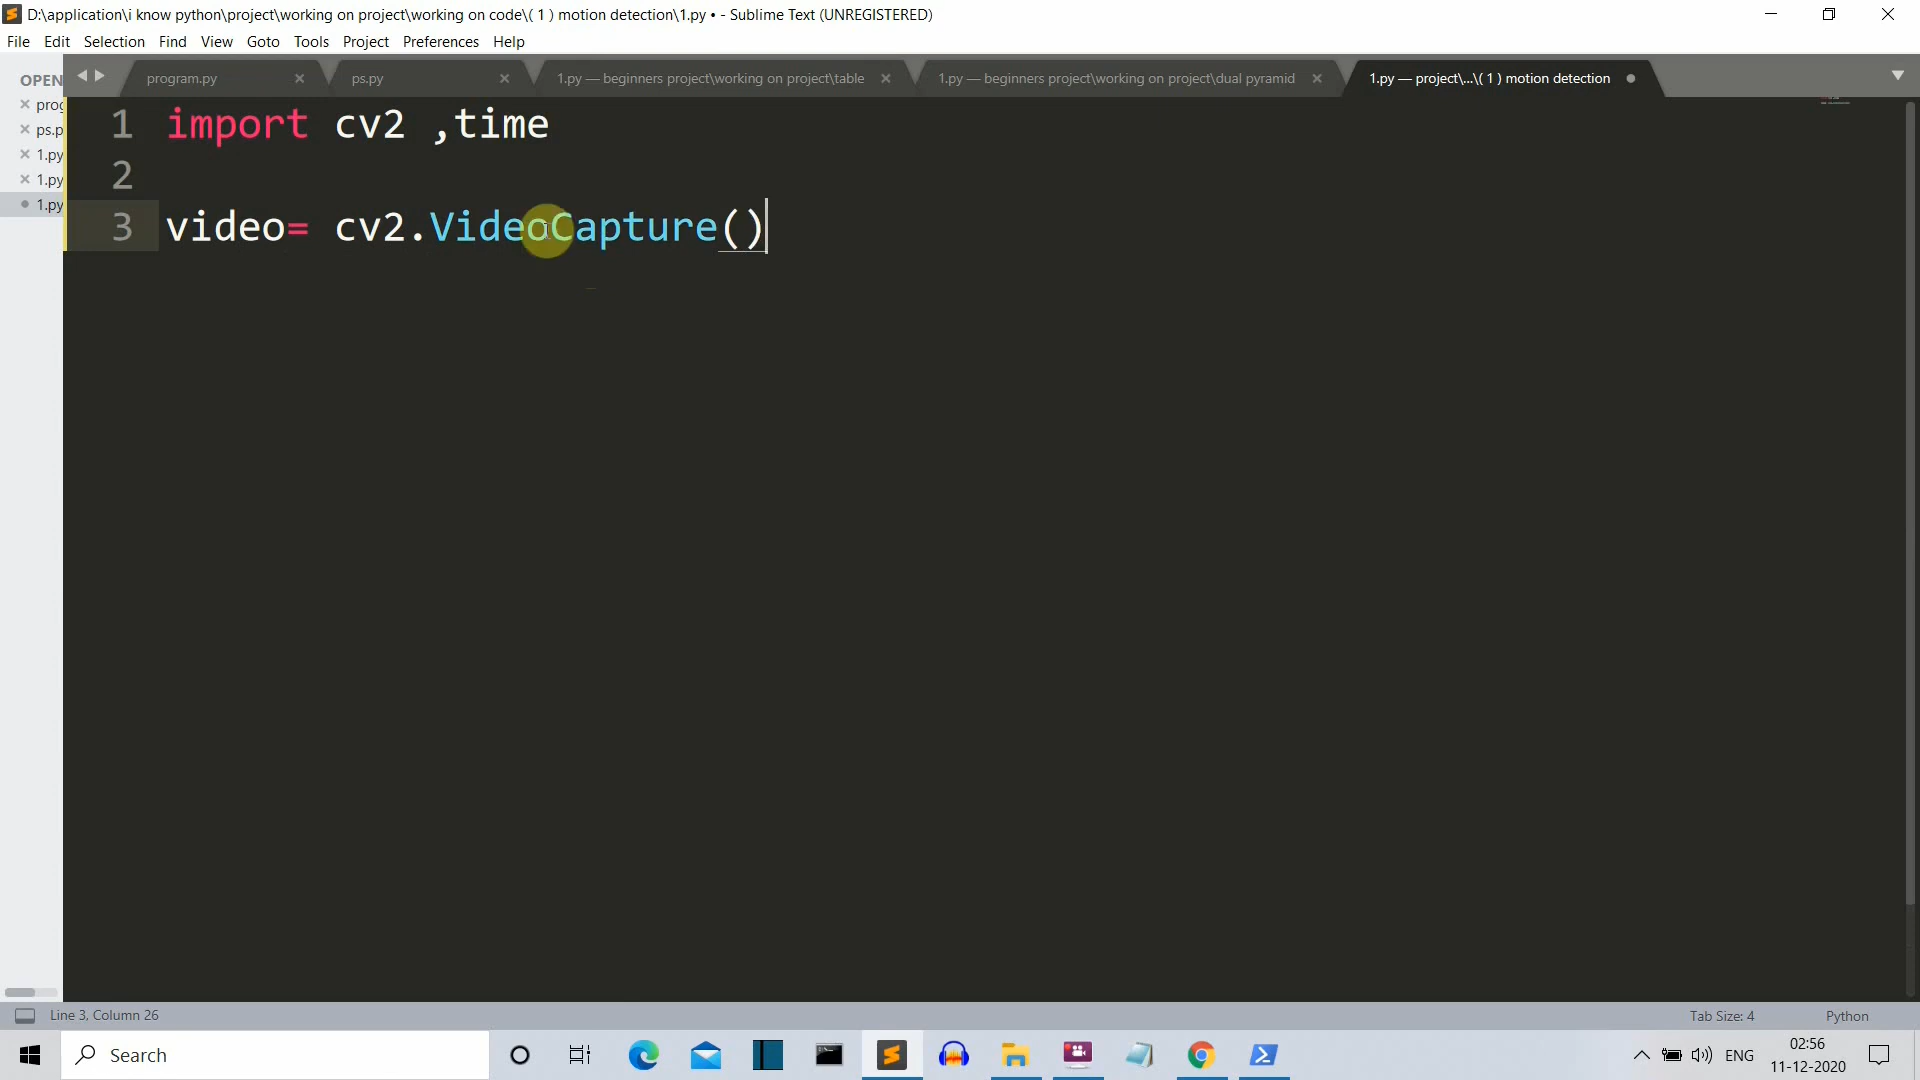 D:\application\i know python\project\working on project\working on code\( 1 ) motion detection\1.py • - Sublime Text (UNREGISTERED)
File Edit Selection Find View Goto Tools Project Preferences Help
OPEN
program.py
ps.py
1.py — beginners project\working on project\table
1.py — beginners project\working on project\dual pyramid
1.py — project\...\( 1 ) motion detection
prog
ps.p
1.py
1.py
1.py
1 import cv2 ,time
2
3 video= cv2.VideoCapture()
Line 3, Column 26
Tab Size: 4
Python
Search
ENG
02:56
11-12-2020